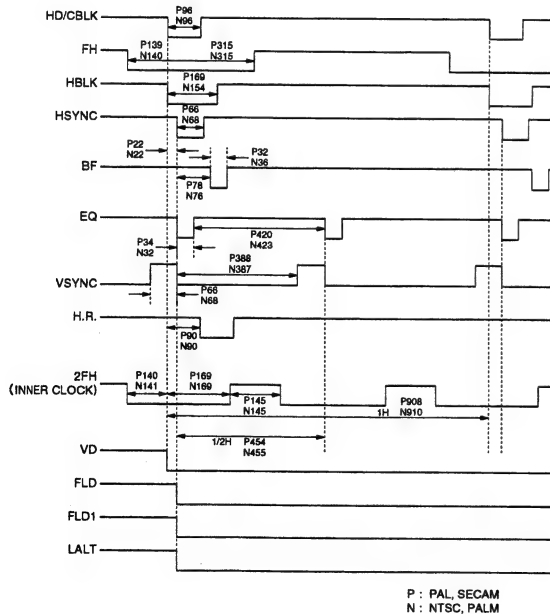 HD/CBLK
P96
N96
FH
P139
N140
P315
N315
HBLK
P169
N154
HSYNC
P66
N68
P22
N22
P32
N36
BF
P78
N76
EQ
P420
N423
P34
N32
P388
N387
VSYNC
P66
N68
H.R.
P90
N90
2FH
(INNER CLOCK)
P140
N141
P169
N169
P145
N145
P908
N910
1H
1/2H
P454
N455
VD
FLD
FLD1
LALT
P : PAL, SECAM
N : NTSC, PALM